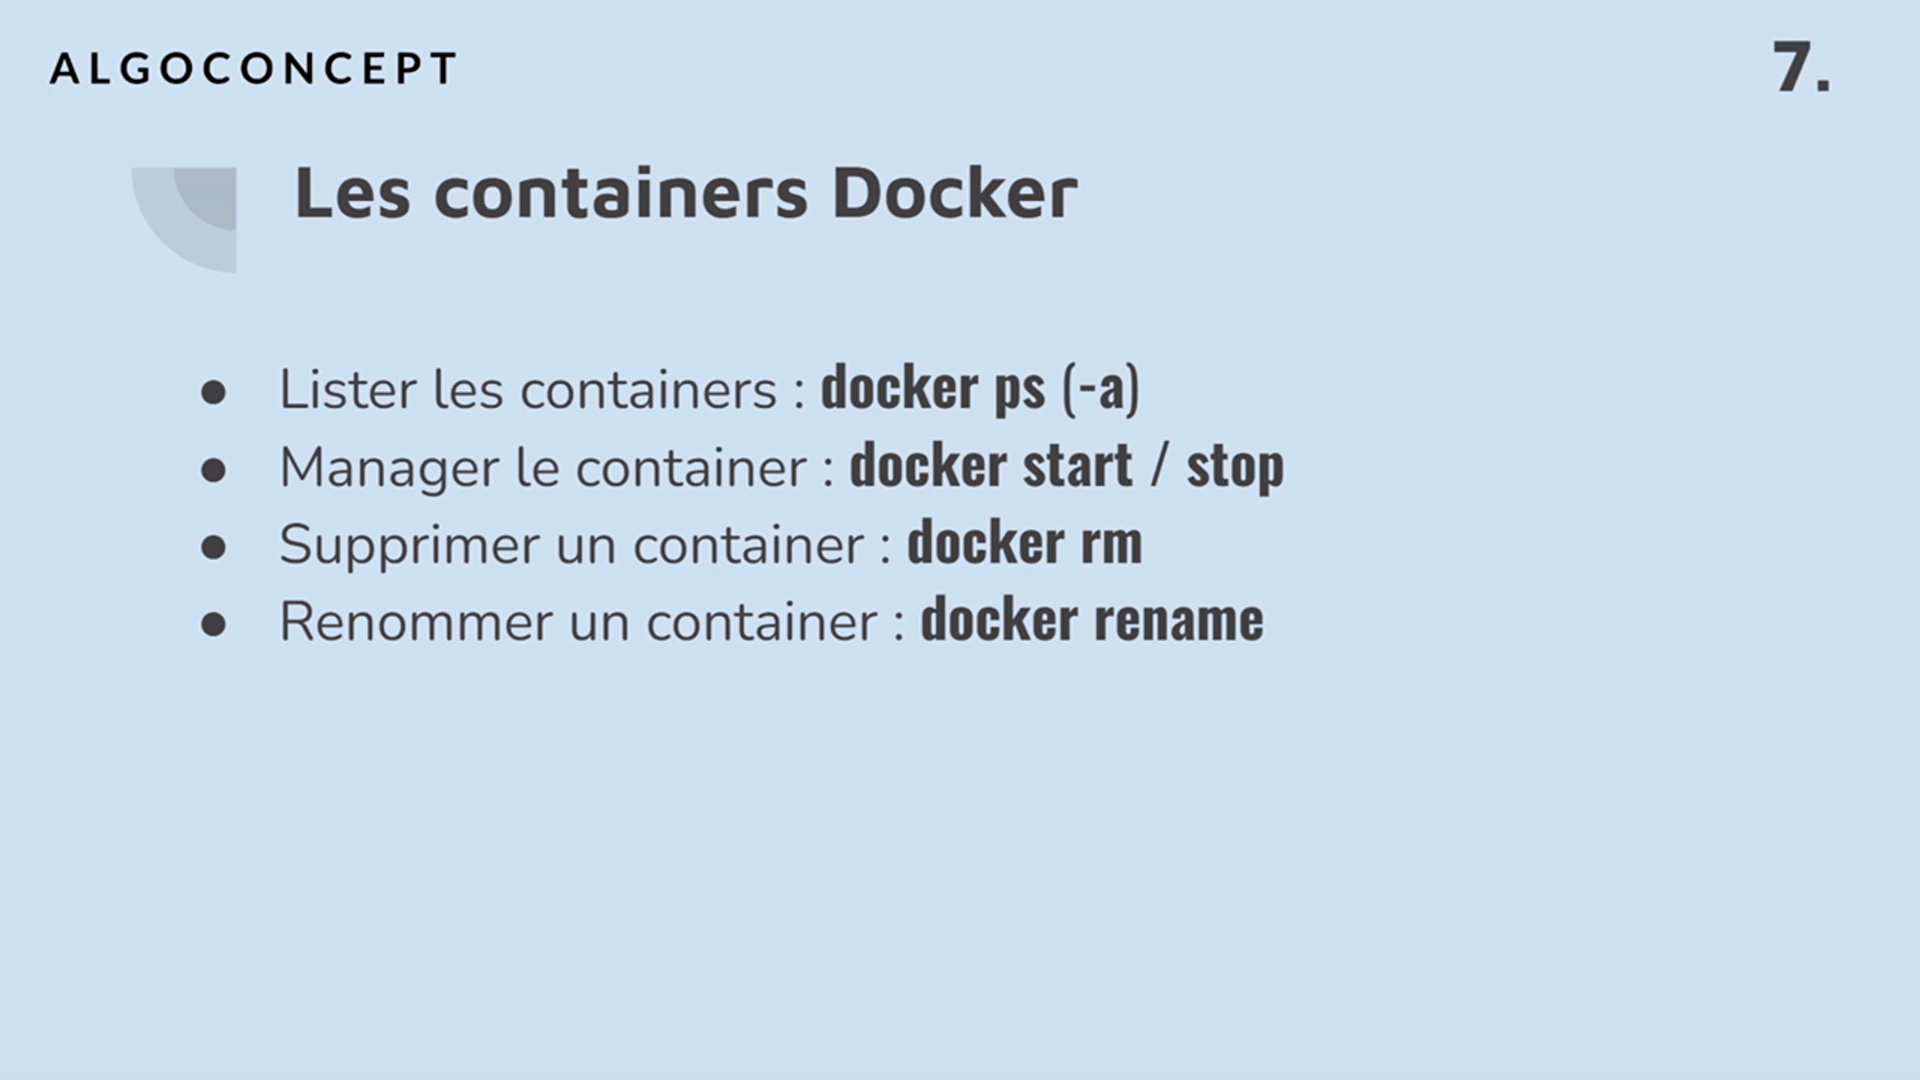 ALGOCONCEPT
7.
Les containers Docker
● Lister les containers : docker ps (-a)
● Manager le container : docker start / stop
● Supprimer un container : docker rm
● Renommer un container : docker rename